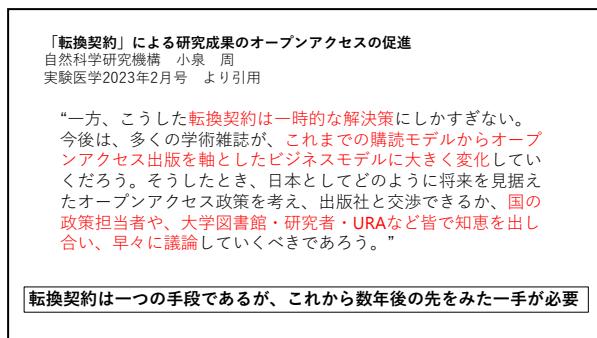 「転換契約」による研究成果のオープンアクセスの促進
自然科学研究機構　小泉　周
実験医学2023年2月号　より引用
“一方、こうした転換契約は一時的な解決策にしかすぎない。
今後は、多くの学術雑誌が、これまでの購読モデルからオープ
ンアクセス出版を軸としたビジネスモデルに大きく変化してい
くだろう。そうしたとき、日本としてどのように将来を見据え
たオープンアクセス政策を考え、出版社と交渉できるか、国の
政策担当者や、大学図書館・研究者・URAなど皆で知恵を出し
合い、早々に議論していくべきであろう。”
転換契約は一つの手段であるが、これから数年後の先をみた一手が必要